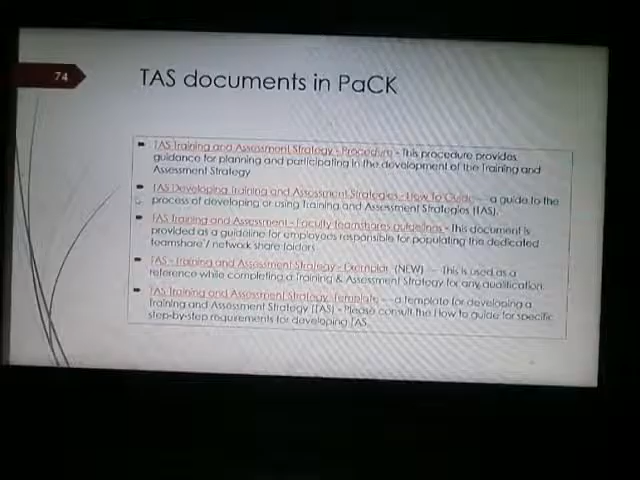 74
TAS documents in PaCK
TAS Training and Assessment Strategy - Procedure - This procedure provides
guidance for planning and participating in the development of the Training and
Assessment Strategy
TAS Developing Training and Assessment Strategies - How To Guide — a guide to the
process of developing or using Training and Assessment Strategies (TAS).
TAS Training and Assessment - Faculty teamshares guidelines - This document is
provided as a guideline for employees responsible for populating the dedicated
teamshare / network share folders
TAS - Training and Assessment Strategy - Exemplar (NEW) — This is used as a
reference while completing a Training & Assessment Strategy for any qualification.
TAS Training and Assessment Strategy Template — a template for developing a
Training and Assessment Strategy (TAS) - Please consult the How to guide for specific
step-by-step requirements for developing TAS.